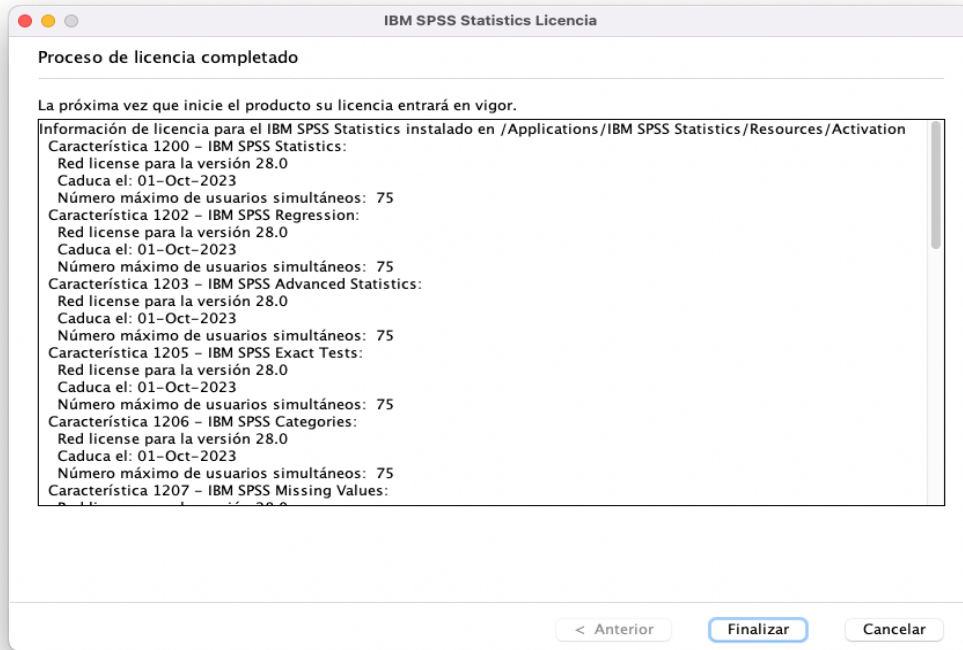 IBM SPSS Statistics Licencia
Proceso de licencia completado
La próxima vez que inicie el producto su licencia entrará en vigor.
Información de licencia para el IBM SPSS Statistics instalado en /Applications/IBM SPSS Statistics/Resources/Activation
Característica 1200 – IBM SPSS Statistics:
Red license para la versión 28.0
Caduca el: 01-Oct-2023
Número máximo de usuarios simultáneos: 75
Característica 1202 – IBM SPSS Regression:
Red license para la versión 28.0
Caduca el: 01-Oct-2023
Número máximo de usuarios simultáneos: 75
Característica 1203 – IBM SPSS Advanced Statistics:
Red license para la versión 28.0
Caduca el: 01-Oct-2023
Número máximo de usuarios simultáneos: 75
Característica 1205 – IBM SPSS Exact Tests:
Red license para la versión 28.0
Caduca el: 01-Oct-2023
Número máximo de usuarios simultáneos: 75
Característica 1206 – IBM SPSS Categories:
Red license para la versión 28.0
Caduca el: 01-Oct-2023
Número máximo de usuarios simultáneos: 75
Característica 1207 – IBM SPSS Missing Values:
< Anterior
Finalizar
Cancelar